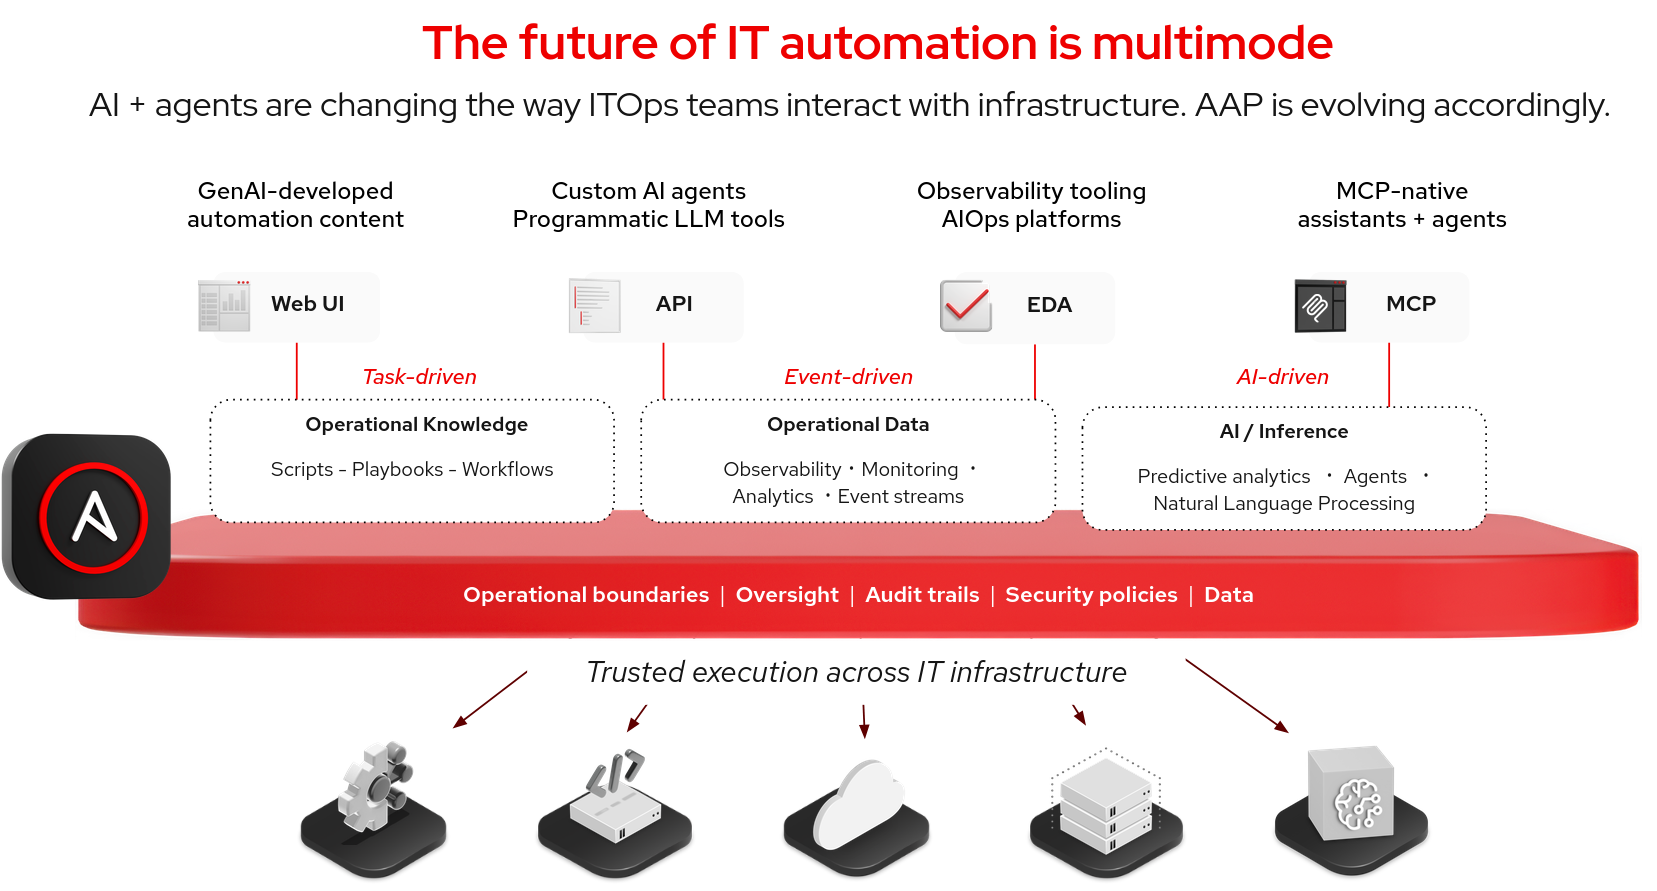 The future of IT automation is multimode
AI + agents are changing the way ITOps teams interact with infrastructure. AAP is evolving accordingly.
GenAI-developed
automation content
Custom AI agents
Programmatic LLM tools
Observability tooling
AIOps platforms
MCP-native
assistants + agents
Web UI
API
EDA
MCP
Task-driven
Event-driven
AI-driven
Operational Knowledge
Scripts - Playbooks - Workflows
Operational Data
Observability • Monitoring •
Analytics • Event streams
AI / Inference
Predictive analytics • Agents •
Natural Language Processing
Operational boundaries | Oversight | Audit trails | Security policies | Data
Trusted execution across IT infrastructure